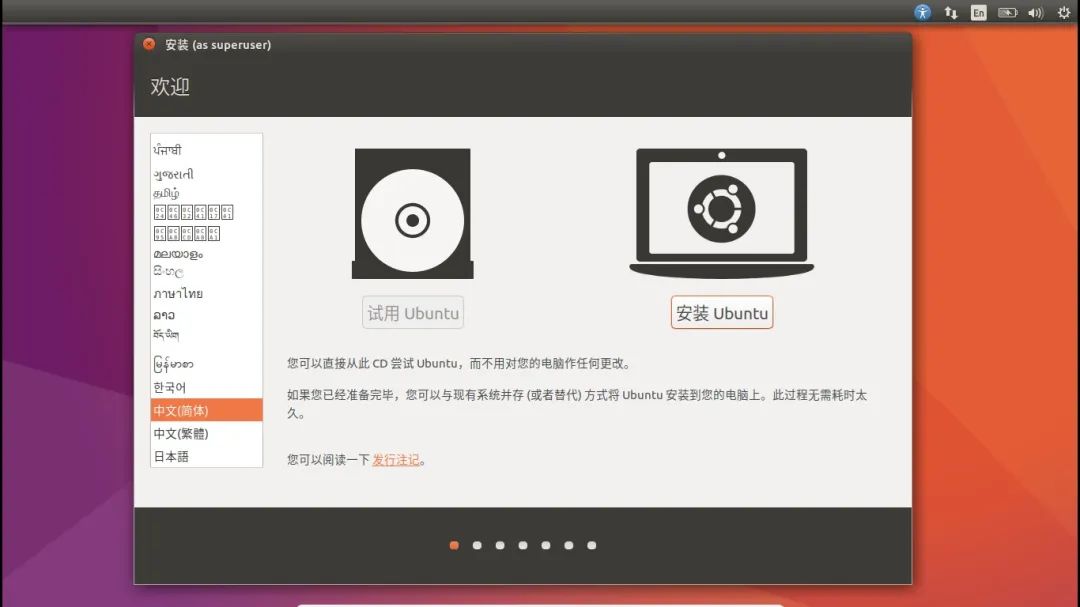 En
安装 (as superuser)
欢迎
ਪੰਜਾਬੀ
ગુજરાતી
தமிழ்
മലയാളം
සිංහල
ภาษาไทย
ລາວ
བོད་ཡིག
မြန်မာစာ
한국어
中文(简体)
中文(繁體)
日本語
试用 Ubuntu
安装 Ubuntu
您可以直接从此 CD 尝试 Ubuntu，而不用对您的电脑作任何更改。
如果您已经准备完毕，您可以与现有系统并存 (或者替代) 方式将 Ubuntu 安装到您的电脑上。此过程无需耗时太
久。
您可以阅读一下 发行注记。